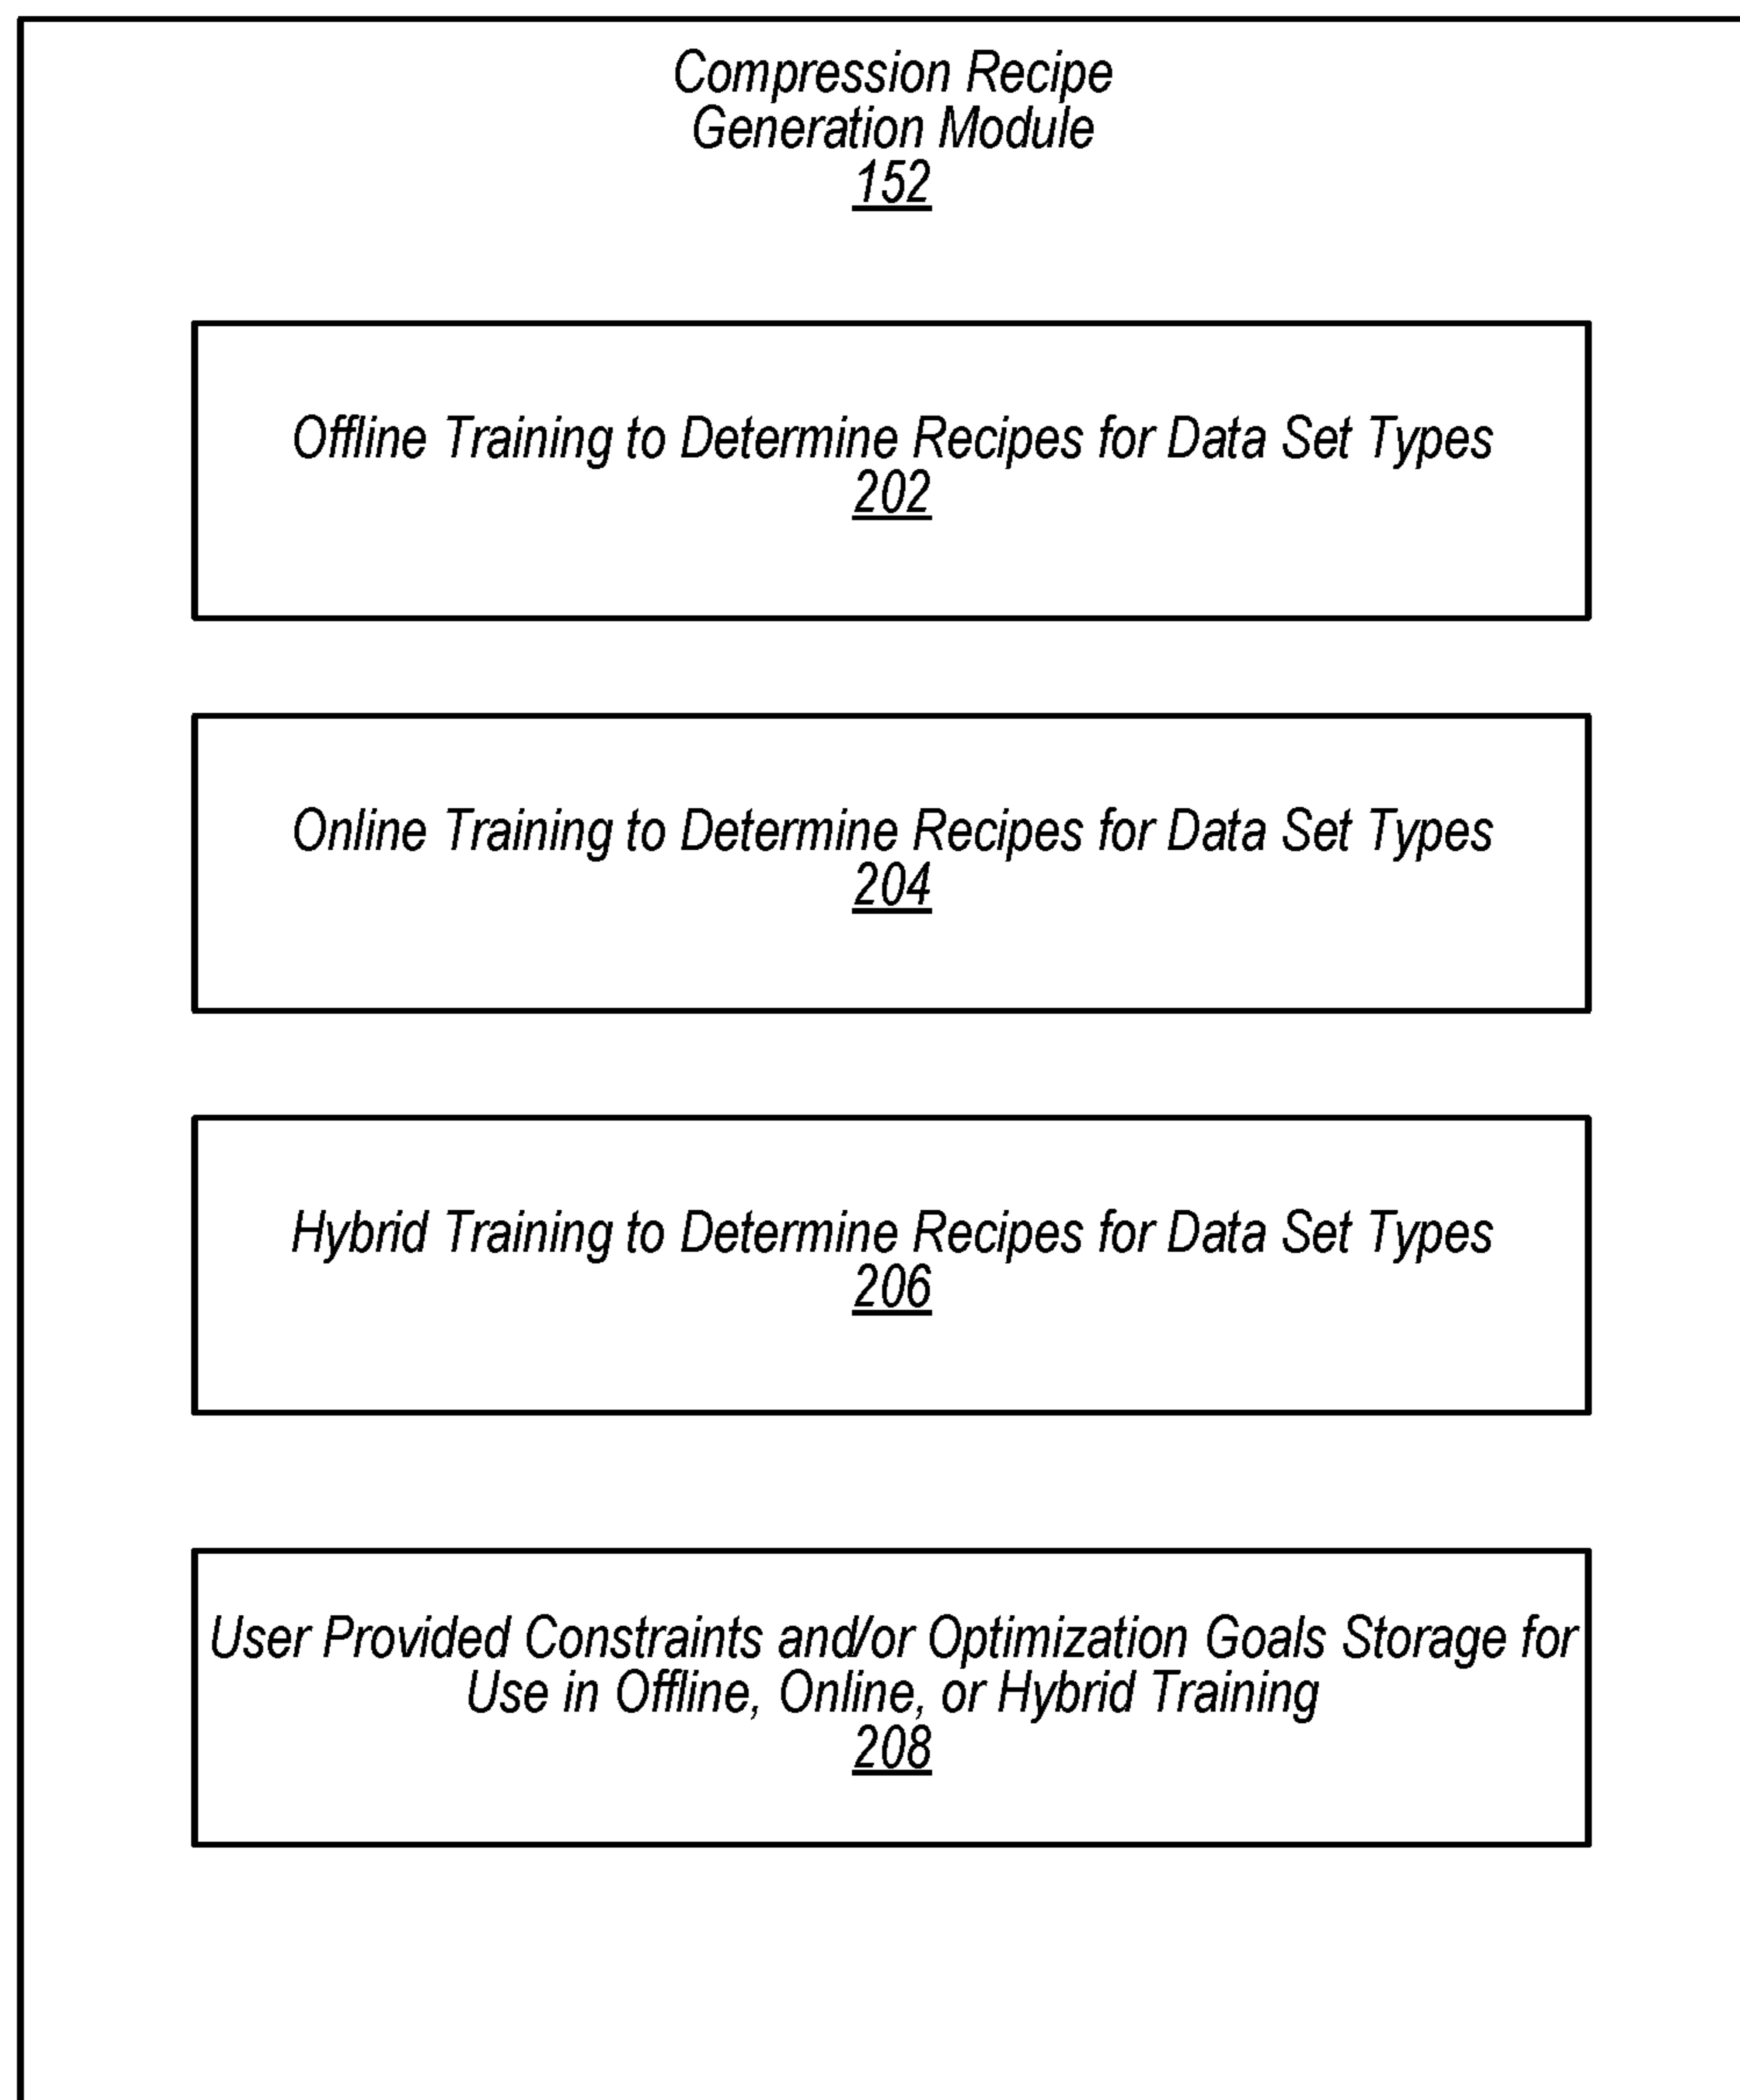 Compression Recipe
Generation Module
152
Offline Training to Determine Recipes for Data Set Types
202
Online Training to Determine Recipes for Data Set Types
204
Hybrid Training to Determine Recipes for Data Set Types
206
User Provided Constraints and/or Optimization Goals Storage for
Use in Offline, Online, or Hybrid Training
208